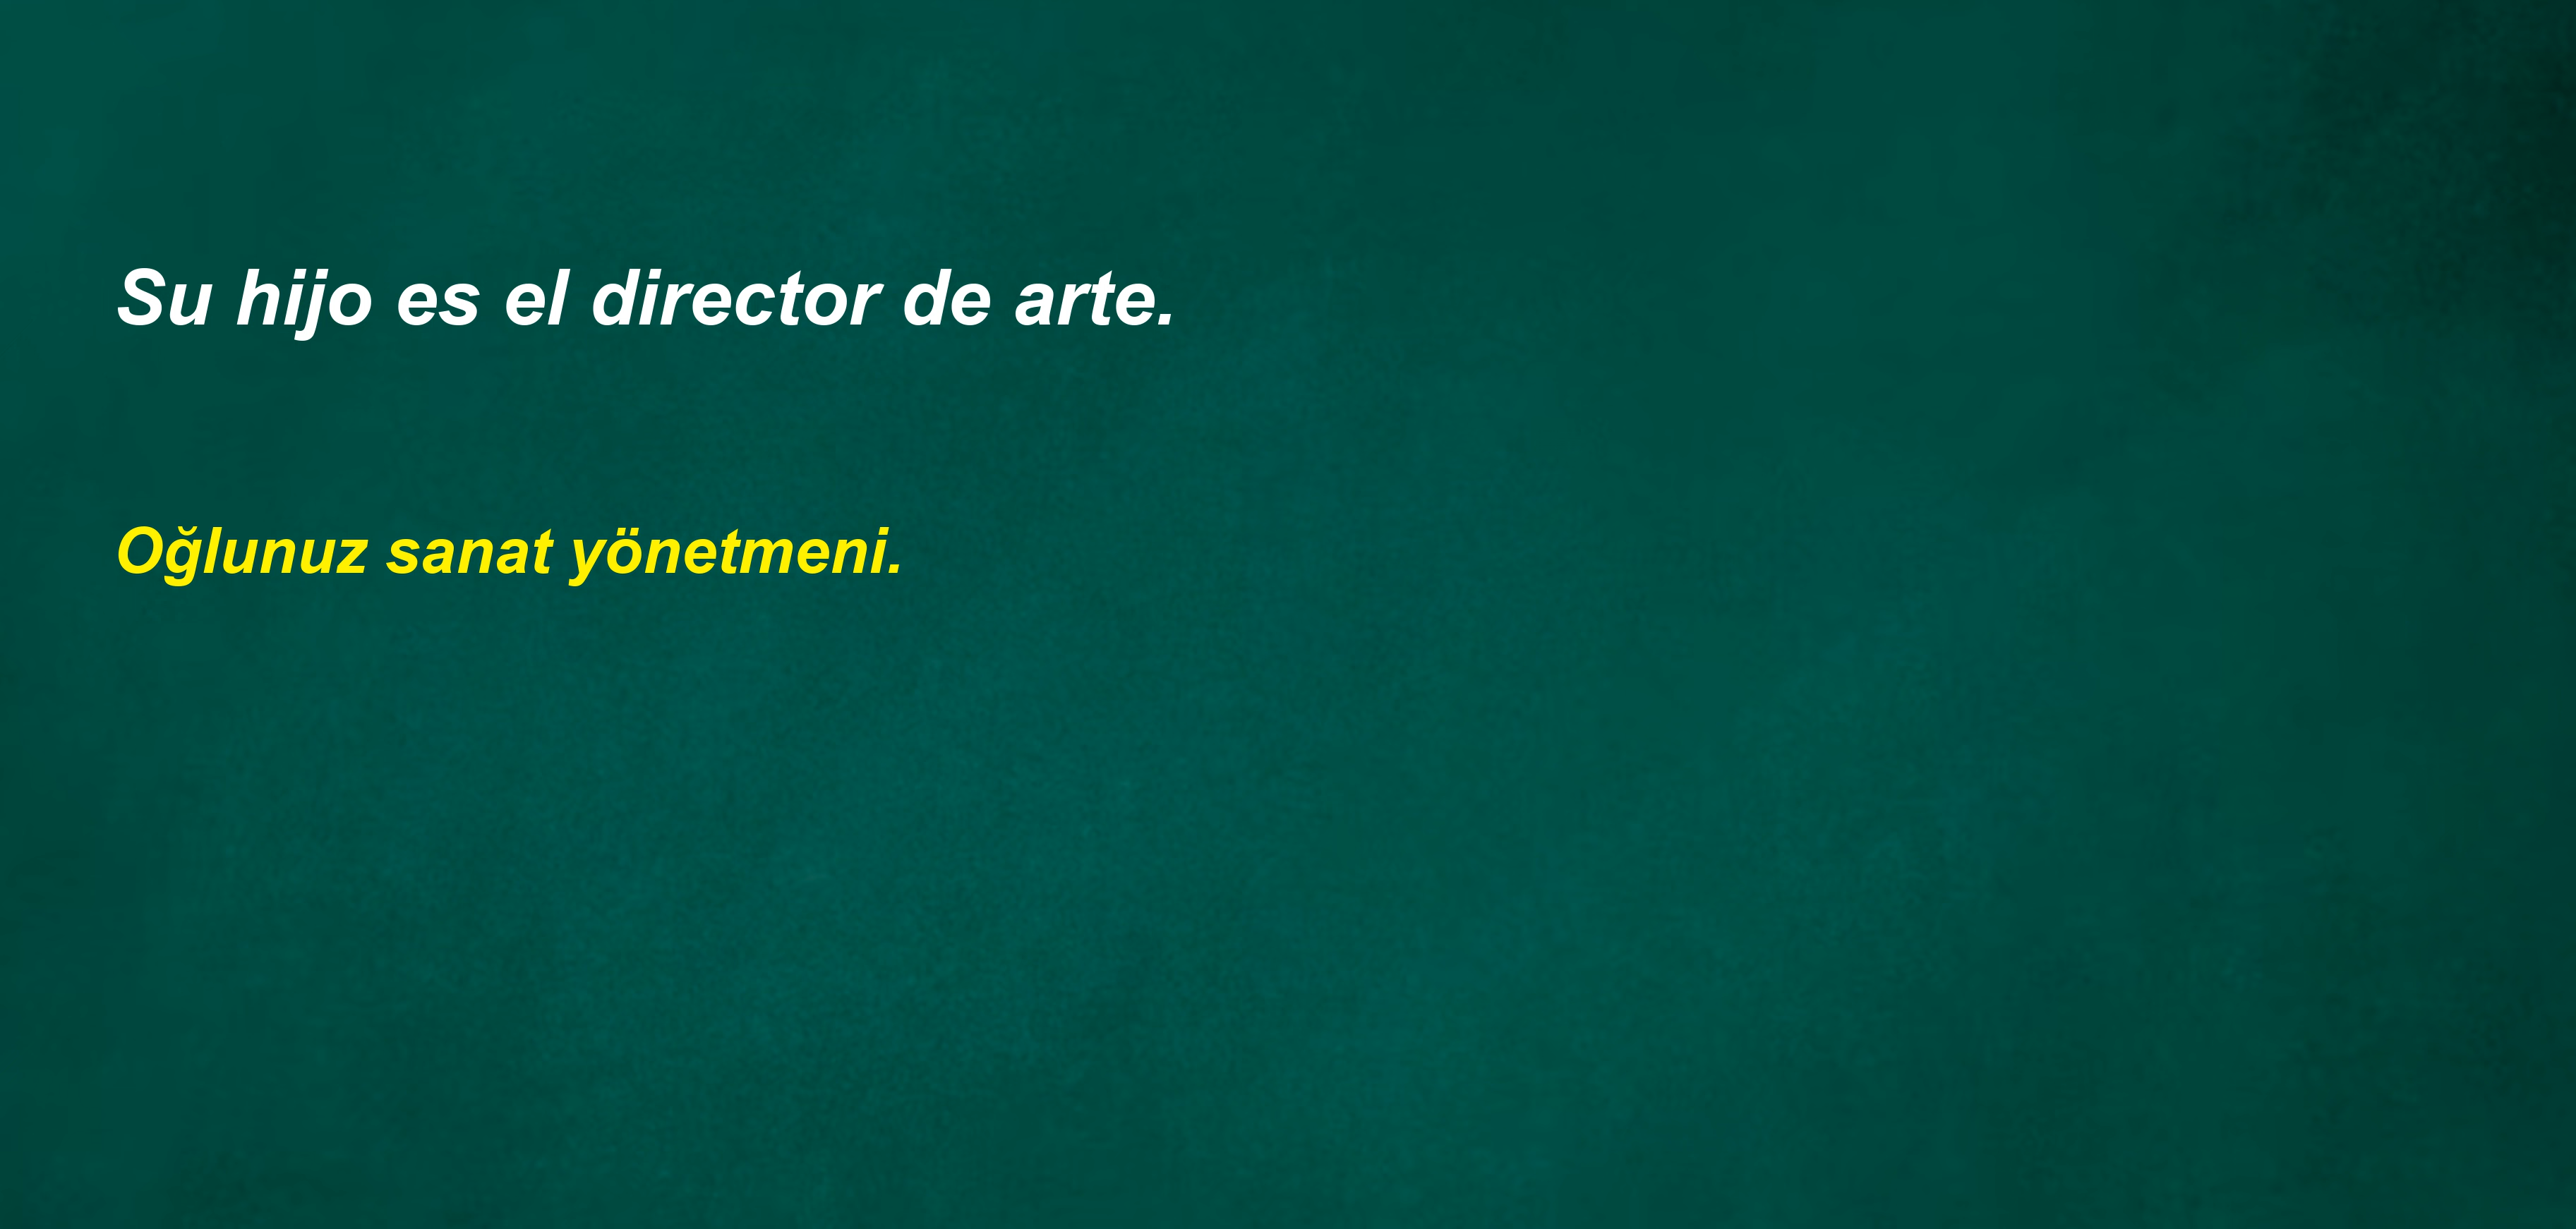 Su hijo es el director de arte.
Oğlunuz sanat yönetmeni.